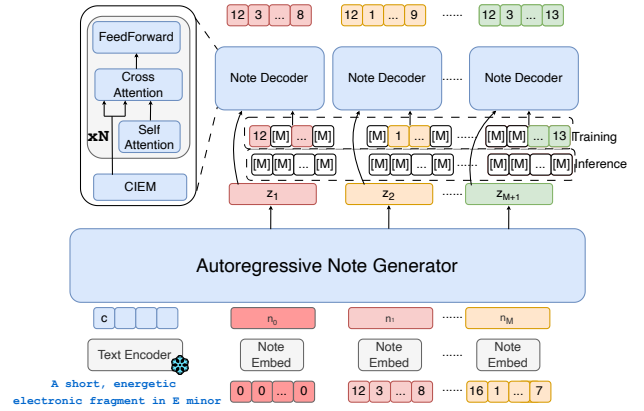 12 3 ... 8 12 1 ... 9 ...... 12 3 ... 13
FeedForward
Cross
Attention
xN
Self
Attention
CIEM
Note Decoder Note Decoder ...... Note Decoder
12 [M] ... [M] [M] 1 ... [M] ...... [M] [M] ... 13 Training
[M] [M] ... [M] [M] [M] ... [M] ...... [M] [M] ... [M] Inference
z1 z2 ...... zM+1
Autoregressive Note Generator
c n0 n1 ...... nM
Text Encoder
Note
Embed
Note
Embed
......
Note
Embed
A short, energetic
electronic fragment in E minor
0 0 ... 0 12 3 ... 8 ...... 16 1 ... 7